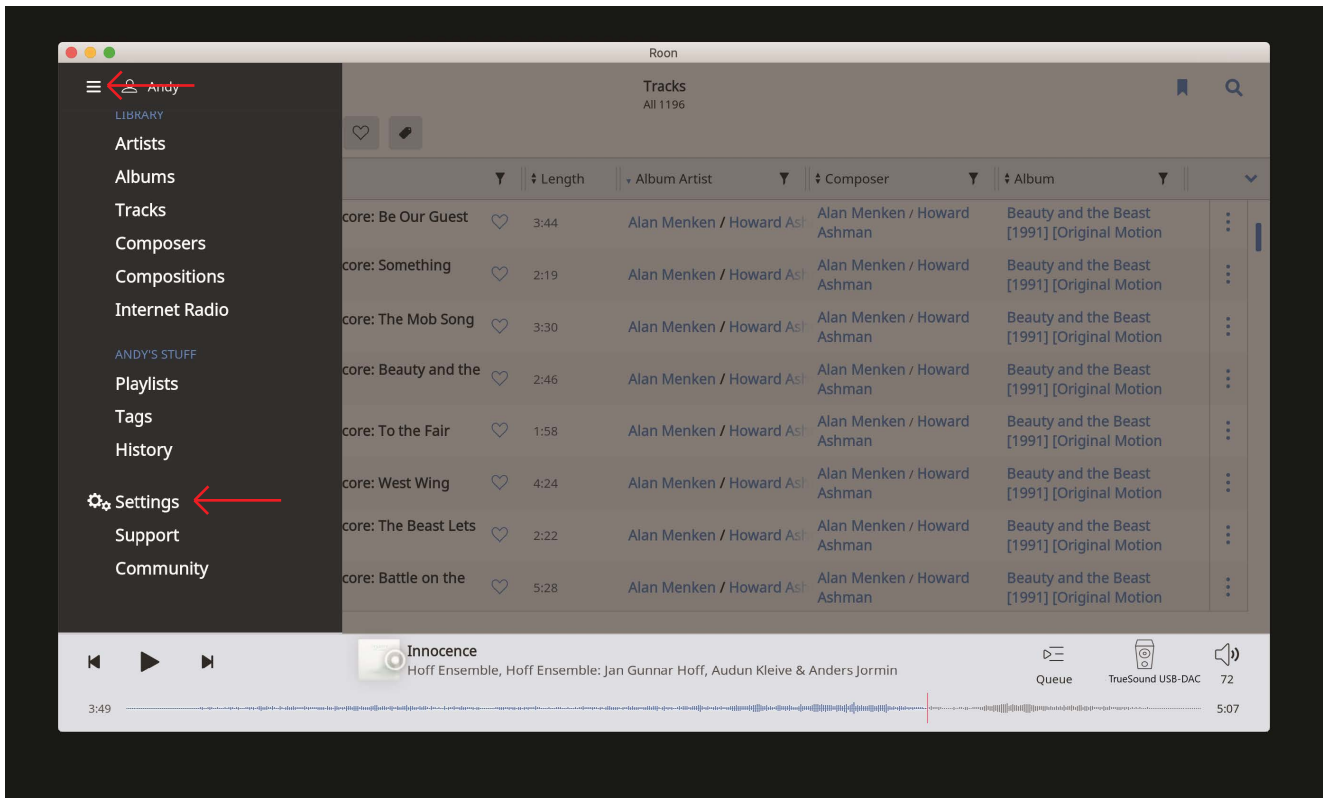 Roon
Andy
Tracks
All 1196
LIBRARY
Artists
Albums
Tracks
Composers
Compositions
Internet Radio
ANDY'S STUFF
Playlists
Tags
History
Settings
Support
Community
Length Album Artist Composer Album
core: Be Our Guest 3:44 Alan Menken / Howard Ash Alan Menken / Howard Ashman Beauty and the Beast [1991] [Original Motion
core: Something 2:19 Alan Menken / Howard Ash Alan Menken / Howard Ashman Beauty and the Beast [1991] [Original Motion
core: The Mob Song 3:30 Alan Menken / Howard Ash Alan Menken / Howard Ashman Beauty and the Beast [1991] [Original Motion
core: Beauty and the 2:46 Alan Menken / Howard Ash Alan Menken / Howard Ashman Beauty and the Beast [1991] [Original Motion
core: To the Fair 1:58 Alan Menken / Howard Ash Alan Menken / Howard Ashman Beauty and the Beast [1991] [Original Motion
core: West Wing 4:24 Alan Menken / Howard Ash Alan Menken / Howard Ashman Beauty and the Beast [1991] [Original Motion
core: The Beast Lets 2:22 Alan Menken / Howard Ash Alan Menken / Howard Ashman Beauty and the Beast [1991] [Original Motion
core: Battle on the 5:28 Alan Menken / Howard Ash Alan Menken / Howard Ashman Beauty and the Beast [1991] [Original Motion
Innocence
Hoff Ensemble, Hoff Ensemble: Jan Gunnar Hoff, Audun Kleive & Anders Jormin
Queue
TrueSound USB-DAC
72
3:49
5:07